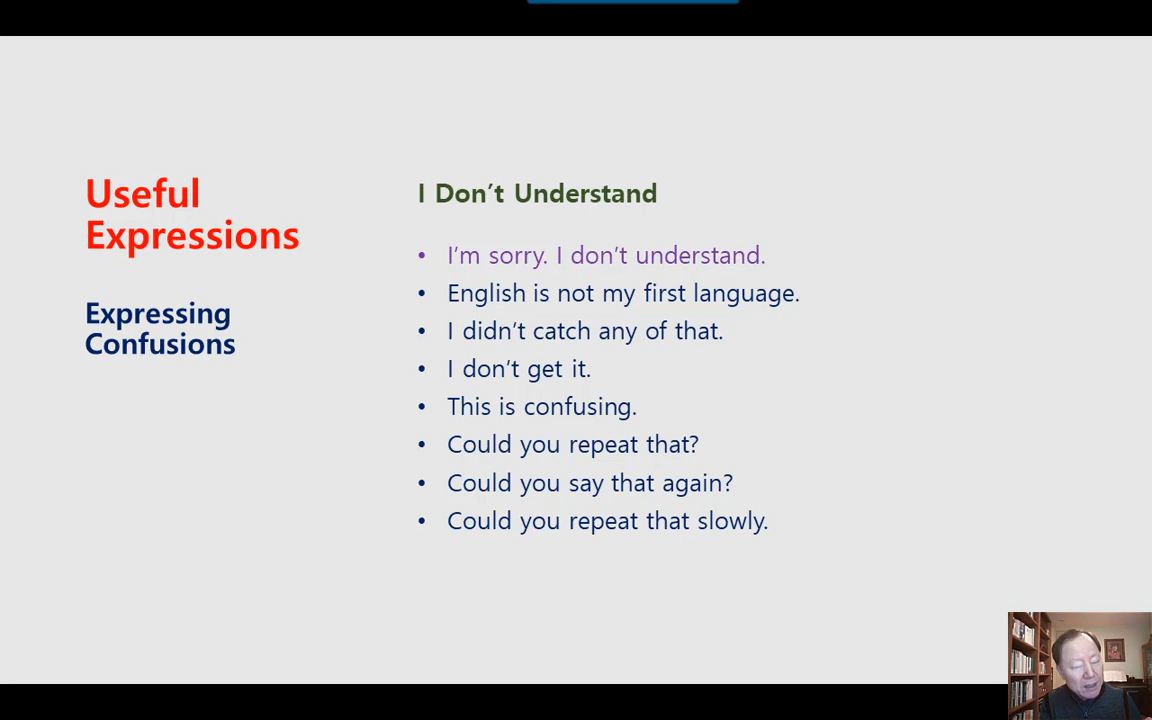 Useful
Expressions
Expressing
Confusions
I Don’t Understand
• I’m sorry. I don’t understand.
• English is not my first language.
• I didn’t catch any of that.
• I don’t get it.
• This is confusing.
• Could you repeat that?
• Could you say that again?
• Could you repeat that slowly.